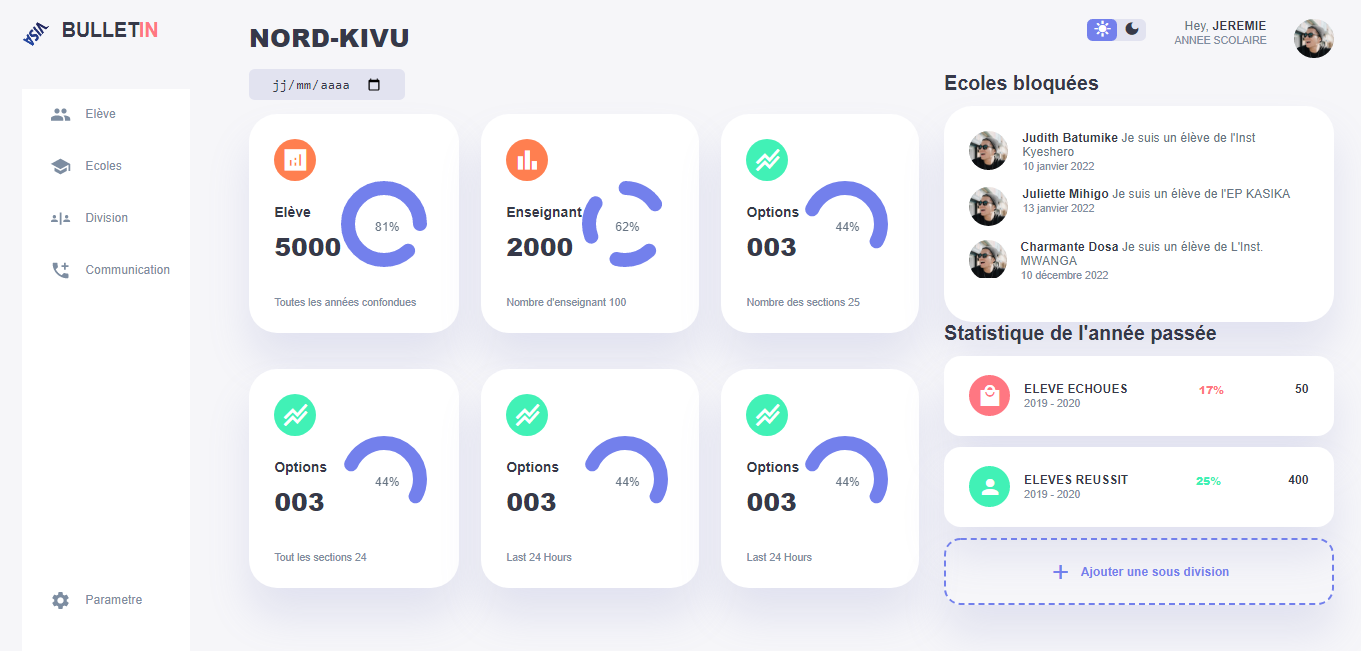 VISA
BULLETIN
Elève
Ecoles
Division
Communication
Parametre
NORD-KIVU
jj/mm/aaaa
Elève
5000
81%
Toutes les années confondues
Enseignant
2000
62%
Nombre d'enseignant 100
Options
003
44%
Nombre des sections 25
Options
003
44%
Tout les sections 24
Options
003
44%
Last 24 Hours
Options
003
44%
Last 24 Hours
Hey, JEREMIE
ANNEE SCOLAIRE
Ecoles bloquées
Judith Batumike Je suis un élève de l'Inst
Kyeshero
10 janvier 2022
Juliette Mihigo Je suis un élève de l'EP KASIKA
13 janvier 2022
Charmante Dosa Je suis un élève de L'Inst.
MWANGA
10 décembre 2022
Statistique de l'année passée
ELEVE ECHOUES 17% 50
2019 - 2020
ELEVES REUSSIT 25% 400
2019 - 2020
+ Ajouter une sous division